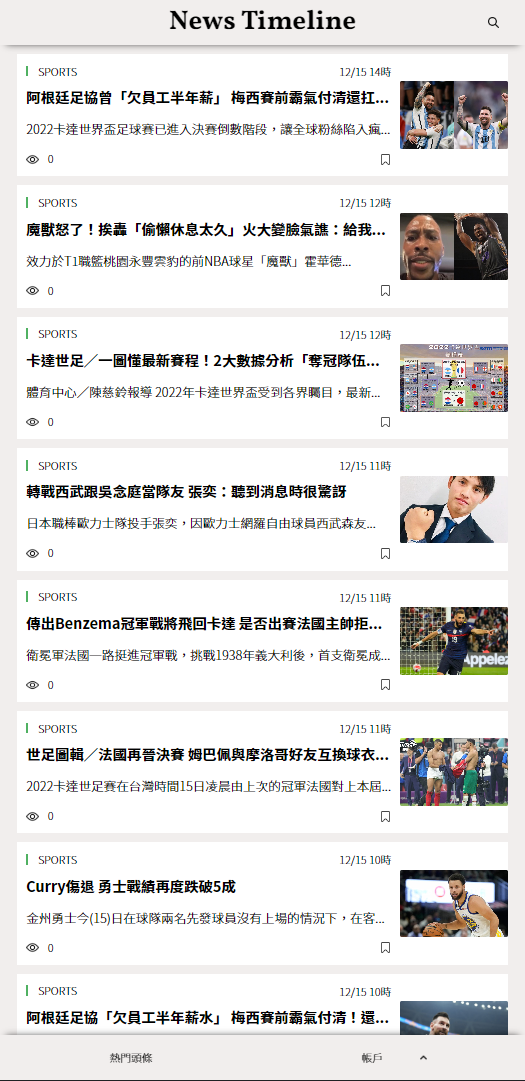 News Timeline
SPORTS 12/15 14時
阿根廷足協曾「欠員工半年薪」 梅西賽前霸氣付清還扛...
2022卡達世界盃足球賽已進入決賽倒數階段，讓全球粉絲陷入瘋...
0
SPORTS 12/15 12時
魔獸怒了！挨轟「偷懶休息太久」火大變臉氣譙：給我...
效力於T1職籃桃園永豐雲豹的前NBA球星「魔獸」霍華德...
0
SPORTS 12/15 12時
卡達世足／一圖懂最新賽程！2大數據分析「奪冠隊伍...
體育中心／陳慈鈴報導 2022年卡達世界盃受到各界矚目，最新...
0
SPORTS 12/15 11時
轉戰西武跟吳念庭當隊友 張奕：聽到消息時很驚訝
日本職棒歐力士隊投手張奕，因歐力士網羅自由球員西武森友...
0
SPORTS 12/15 11時
傳出Benzema冠軍戰將飛回卡達 是否出賽法國主帥拒...
衛冕軍法國一路挺進冠軍戰，挑戰1938年義大利後，首支衛冕成...
0
SPORTS 12/15 11時
世足圖輯／法國再晉決賽 姆巴佩與摩洛哥好友互換球衣...
2022卡達世足賽在台灣時間15日凌晨由上次的冠軍法國對上本屆...
0
SPORTS 12/15 10時
Curry傷退 勇士戰績再度跌破5成
金州勇士今(15)日在球隊兩名先發球員沒有上場的情況下，在客...
0
SPORTS 12/15 10時
阿根廷足協「欠員工半年薪水」 梅西賽前霸氣付清！還...
熱門頭條 帳戶